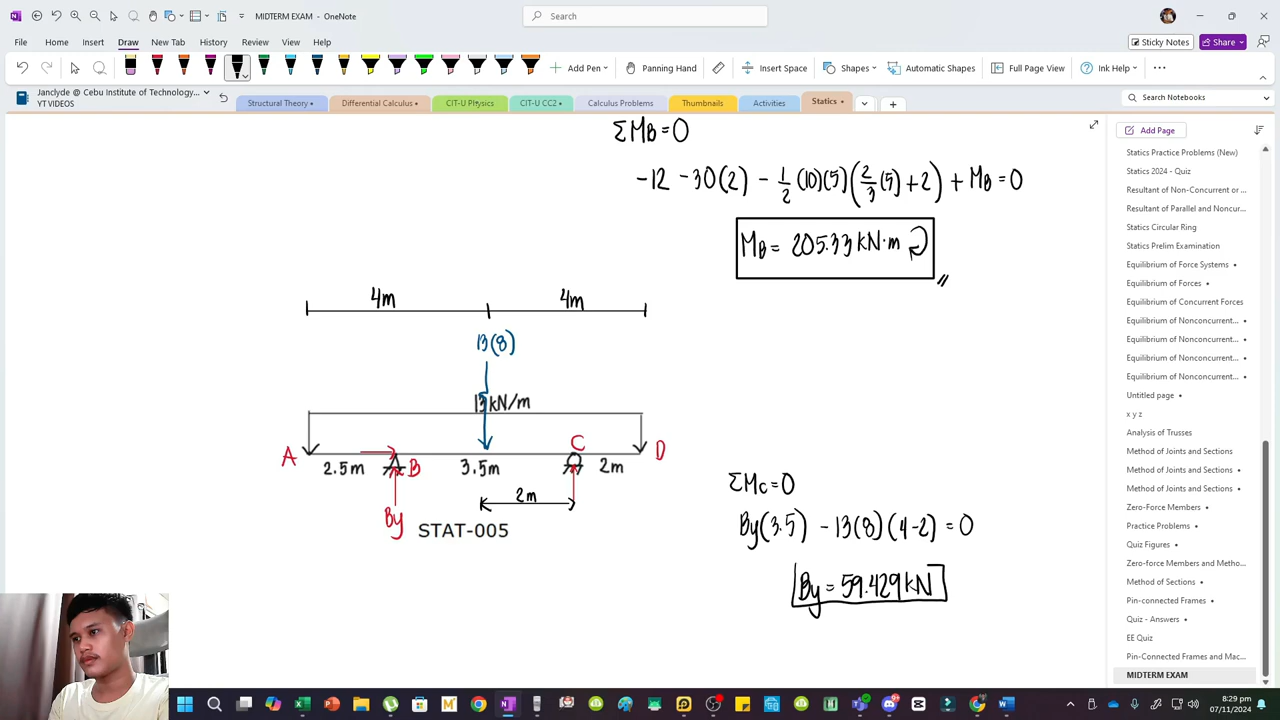 MIDTERM EXAM - OneNote
Search
File Home Insert Draw New Tab History Review View Help
Sticky Notes Share
Add Pen Panning Hand Insert Space Shapes Automatic Shapes Full Page View Ink Help
Janclyde @ Cebu Institute of Technology...
YT VIDEOS
Structural Theory Differential Calculus CIT-U Physics CIT-U CC2 Calculus Problems Thumbnails Activities Statics
Search Notebooks
Add Page
Statics Practice Problems (New)
Statics 2024 - Quiz
Resultant of Non-Concurrent or ...
Resultant of Parallel and Noncur...
Statics Circular Ring
Statics Prelim Examination
Equilibrium of Force Systems
Equilibrium of Forces
Equilibrium of Concurrent Forces
Equilibrium of Nonconcurrent...
Equilibrium of Nonconcurrent...
Equilibrium of Nonconcurrent...
Equilibrium of Nonconcurrent...
Untitled page
x y z
Analysis of Trusses
Method of Joints and Sections
Method of Joints and Sections
Method of Joints and Sections
Zero-Force Members
Practice Problems
Quiz Figures
Zero-force Members and Metho...
Method of Sections
Pin-connected Frames
Quiz - Answers
EE Quiz
Pin-Connected Frames and Mac...
MIDTERM EXAM
ΣMB=0
-12 -30(2) - 1/2 (10)(5)(2/3(5)+2) + MB = 0
MB = 205.33 kN·m
4m 4m
13(8)
13kN/m
A B C D
2.5m 3.5m 2m
2m
By
STAT-005
ΣMc=0
By(3.5) - 13(8)(4-2) = 0
By = 59.429 kN
8:29 pm
07/11/2024